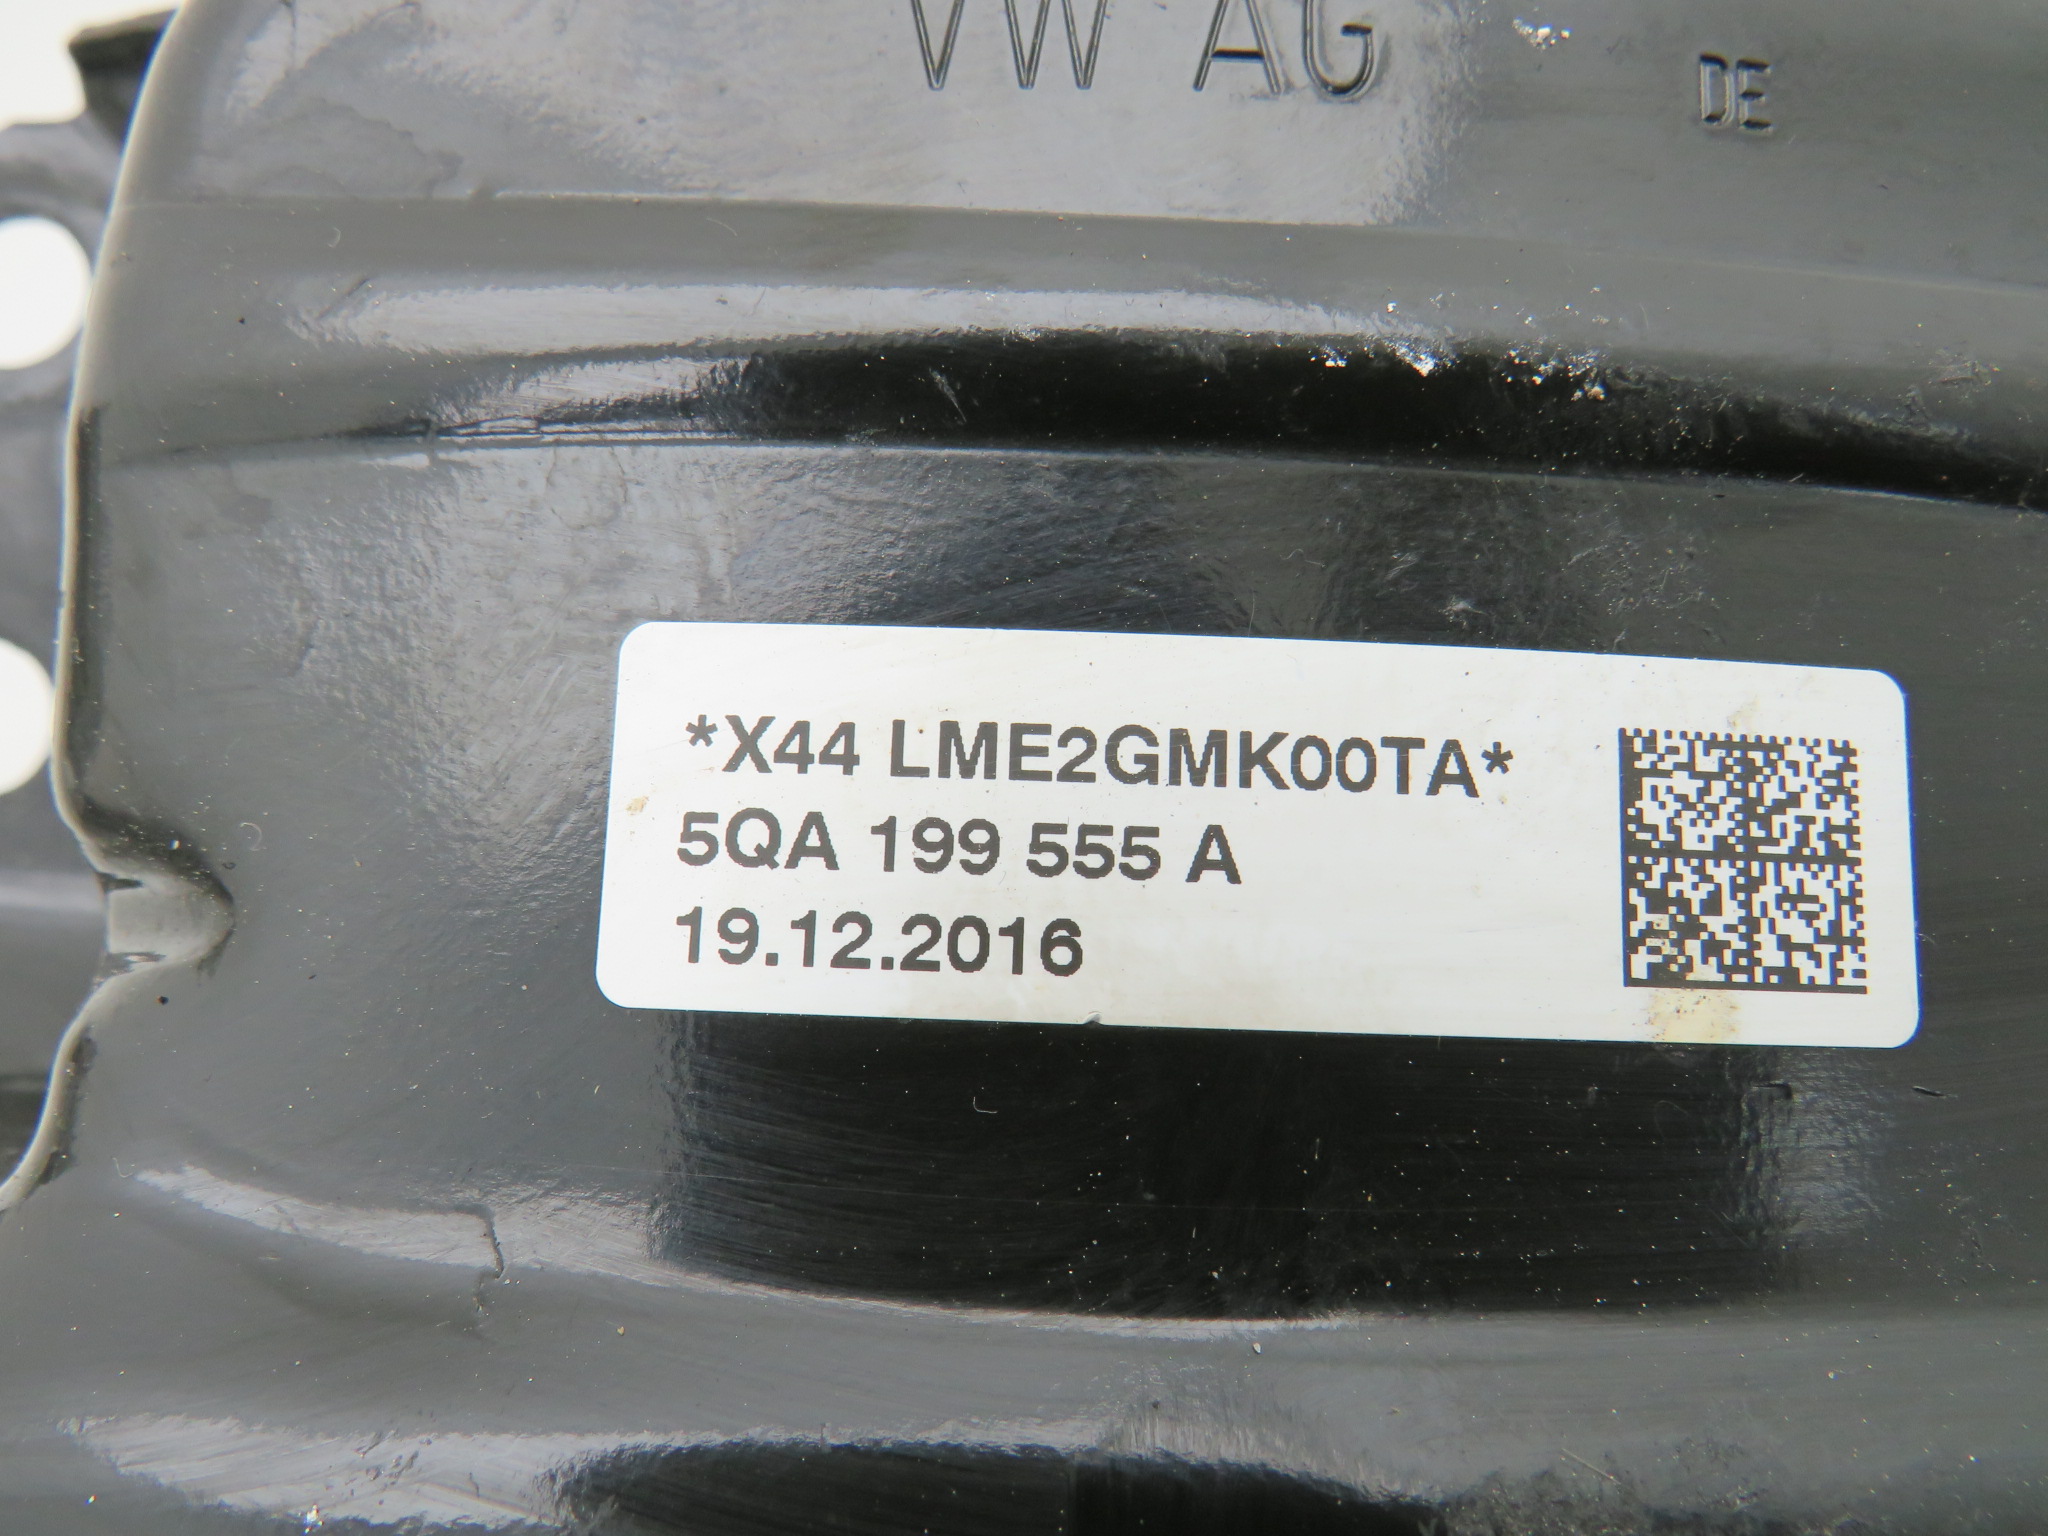 VW AG
DE
*X44 LME2GMK00TA*
5QA 199 555 A
19.12.2016